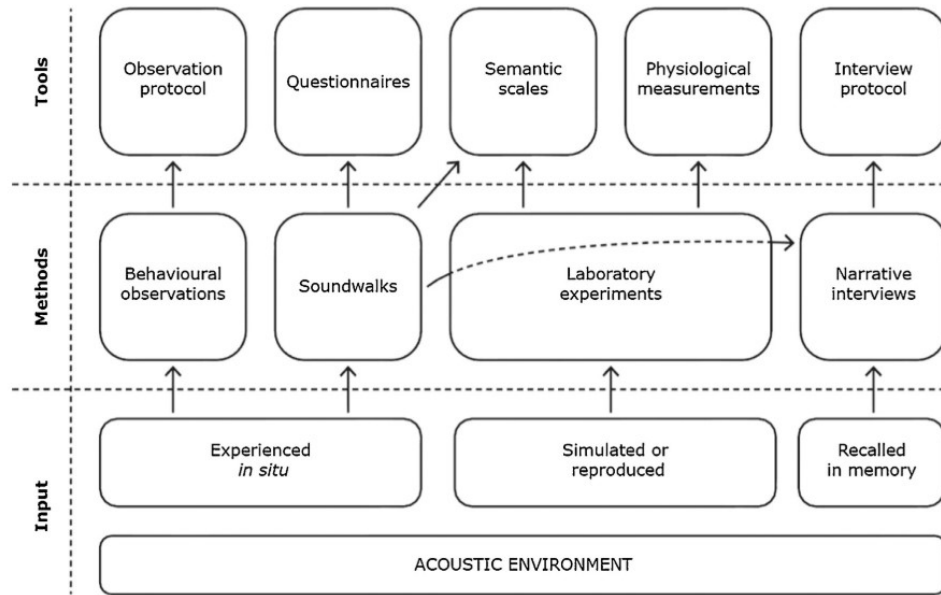 Tools
Observation
protocol
Questionnaires
Semantic
scales
Physiological
measurements
Interview
protocol
Methods
Behavioural
observations
Soundwalks
Laboratory
experiments
Narrative
interviews
Input
Experienced
in situ
Simulated or
reproduced
Recalled
in memory
ACOUSTIC ENVIRONMENT